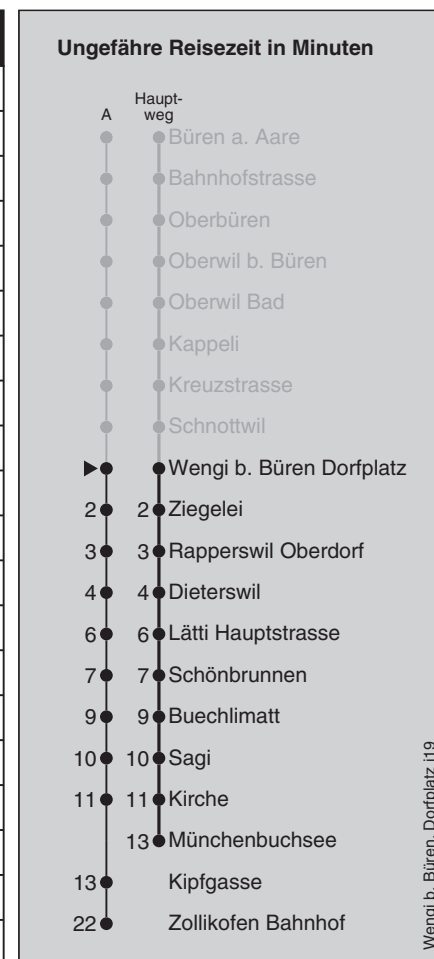 Ungefähre Reisezeit in Minuten
A Haupt-
weg
Büren a. Aare
Bahnhofstrasse
Oberbüren
Oberwil b. Büren
Oberwil Bad
Kappeli
Kreuzstrasse
Schnottwil
Wengi b. Büren Dorfplatz
2 2 Ziegelei
3 3 Rapperswil Oberdorf
4 4 Dieterswil
6 6 Lätti Hauptstrasse
7 7 Schönbrunnen
9 9 Buechlimatt
10 10 Sagi
11 11 Kirche
13 Münchenbuchsee
13 Kipfgasse
22 Zollikofen Bahnhof
Wengi b. Büren, Dorfplatz j19